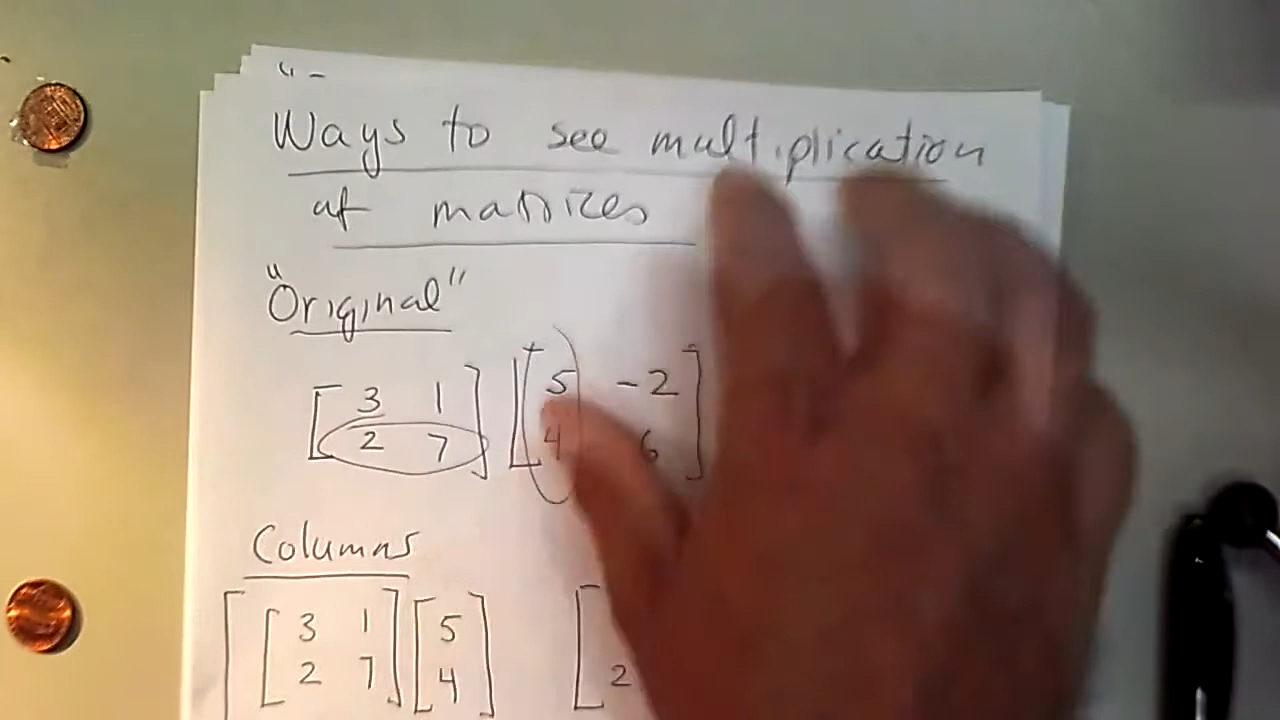 Ways to see multiplication
of matrices
"Original"
[3 1] [5 -2]
[2 7] [4 6]
Columns
[[3 1] [5] [
[2 7] [4] 2